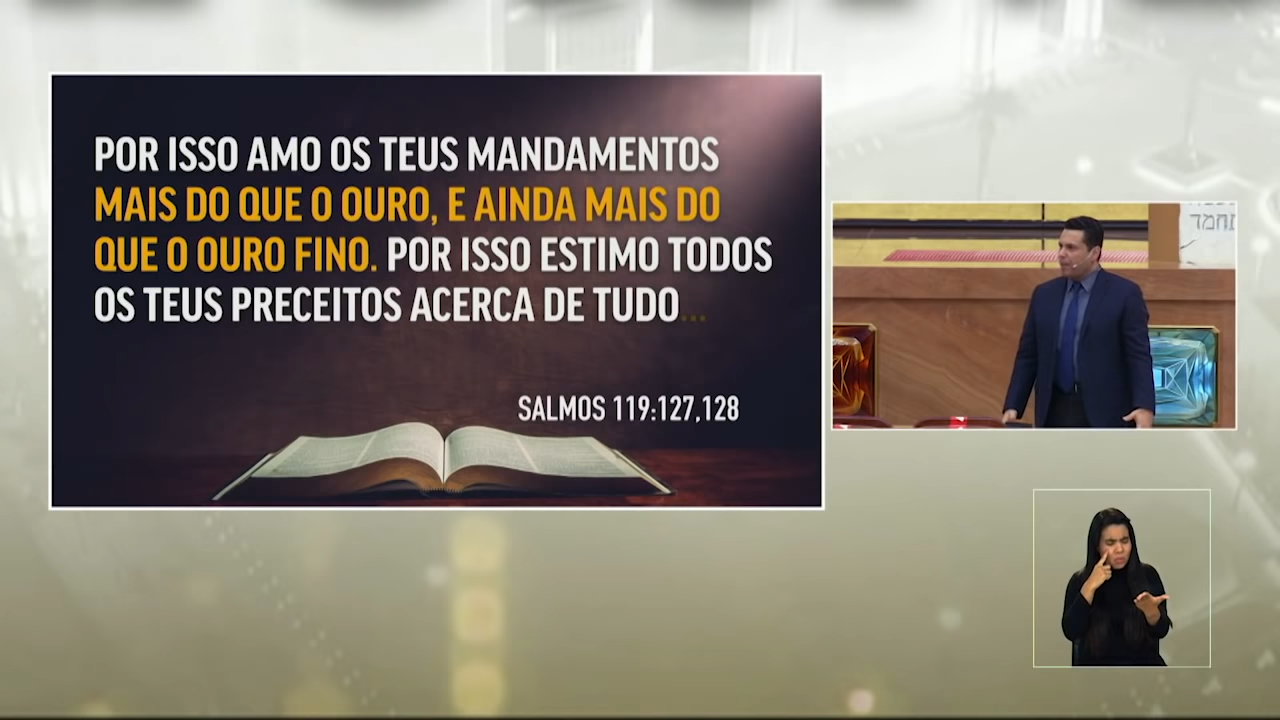 POR ISSO AMO OS TEUS MANDAMENTOS
MAIS DO QUE O OURO, E AINDA MAIS DO
QUE O OURO FINO. POR ISSO ESTIMO TODOS
OS TEUS PRECEITOS ACERCA DE TUDO...
SALMOS 119:127,128
תחמד